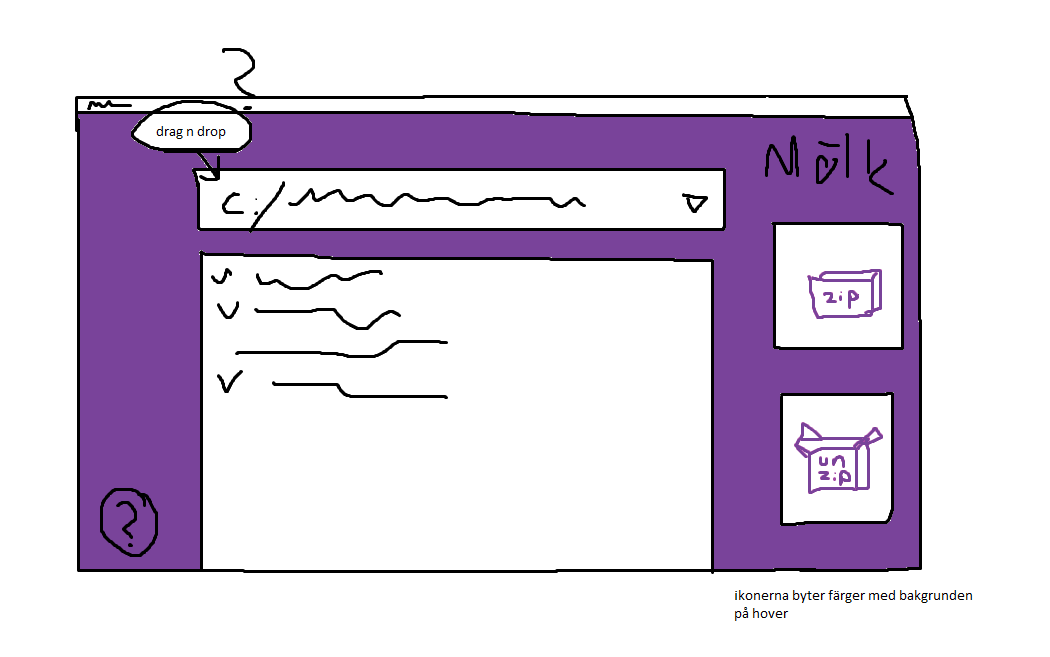 ?
drag n drop
Mölk
c:/
zip
un
zip
?
ikonerna byter färger med bakgrunden
på hover